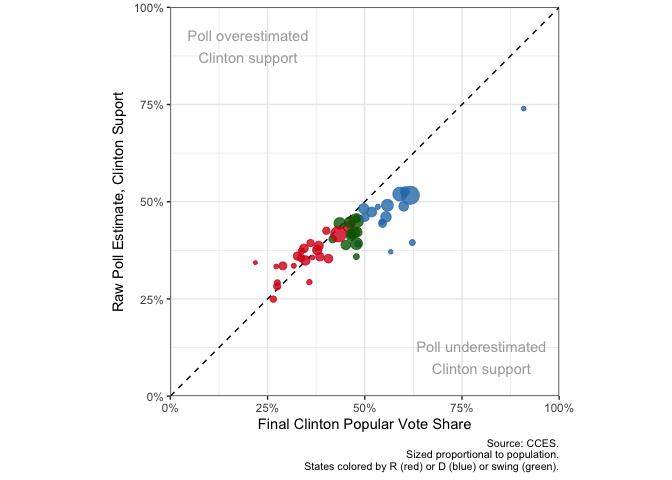 100%
Poll overestimated
Clinton support
75%
Raw Poll Estimate, Clinton Suport
50%
25%
Poll underestimated
Clinton support
0%
0%
25%
50%
75%
100%
Final Clinton Popular Vote Share
Source: CCES.
Sized proportional to population.
States colored by R (red) or D (blue) or swing (green).